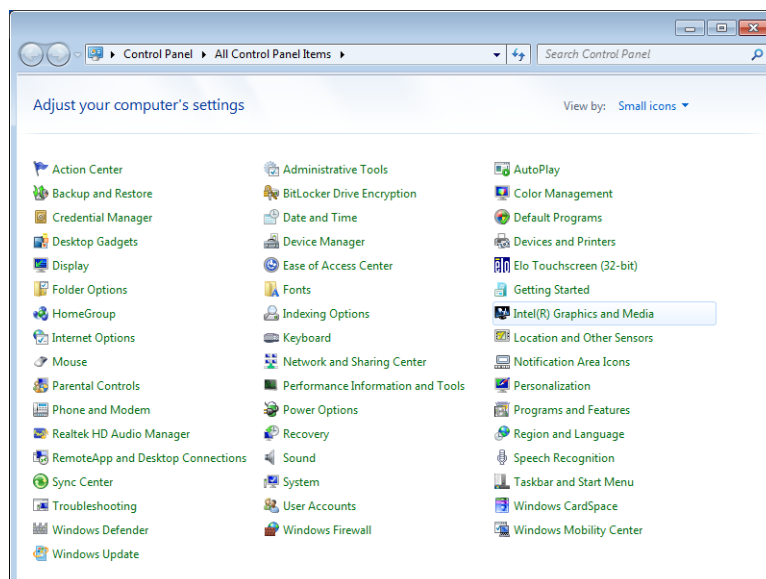 Control Panel All Control Panel Items Search Control Panel
Adjust your computer's settings View by: Small icons
Action Center Administrative Tools AutoPlay
Backup and Restore BitLocker Drive Encryption Color Management
Credential Manager Date and Time Default Programs
Desktop Gadgets Device Manager Devices and Printers
Display Ease of Access Center Elo Touchscreen (32-bit)
Folder Options Fonts Getting Started
HomeGroup Indexing Options Intel(R) Graphics and Media
Internet Options Keyboard Location and Other Sensors
Mouse Network and Sharing Center Notification Area Icons
Parental Controls Performance Information and Tools Personalization
Phone and Modem Power Options Programs and Features
Realtek HD Audio Manager Recovery Region and Language
RemoteApp and Desktop Connections Sound Speech Recognition
Sync Center System Taskbar and Start Menu
Troubleshooting User Accounts Windows CardSpace
Windows Defender Windows Firewall Windows Mobility Center
Windows Update